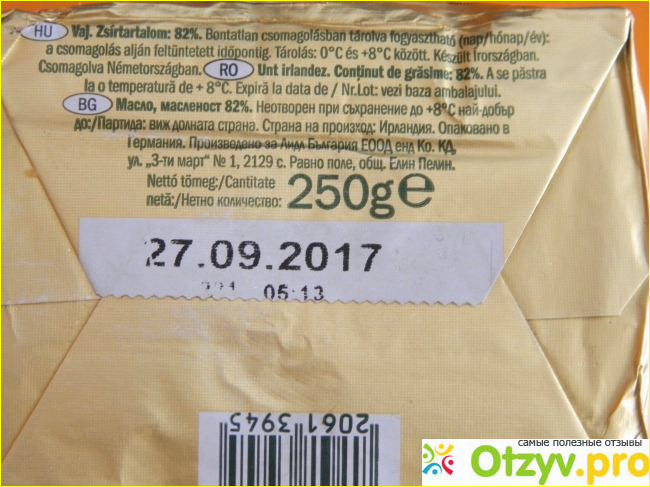 HU Vaj. Zsírtartalom: 82%. Bontatlan csomagolásban tárolva fogyasztható (nap/hónap/év):
a csomagolás alján feltüntetett időpontig. Tárolás: 0°C és +8°C között. Készült Írországban.
Csomagolva Németországban. RO Unt irlandez. Conținut de grăsime: 82%. A se păstra
la o temperatură de + 8°C. Expiră la data de / Nr.Lot: vezi baza ambalajului.
BG Масло, масленост 82%. Неотворен при съхранение до +8°C най-добър
до:/Партида: виж долната страна. Страна на произход: Ирландия. Опаковано в
Германия. Произведено за Лидл България ЕООД енд Ко. КД,
ул. „3-ти март" № 1, 2129 с. Равно поле, общ. Елин Пелин.
Nettó tömeg:/Cantitate
netă:/Нетно количество: 250g e
27.09.2017
05:13
2061 3945
самые полезные отзывы
Otzyv.pro